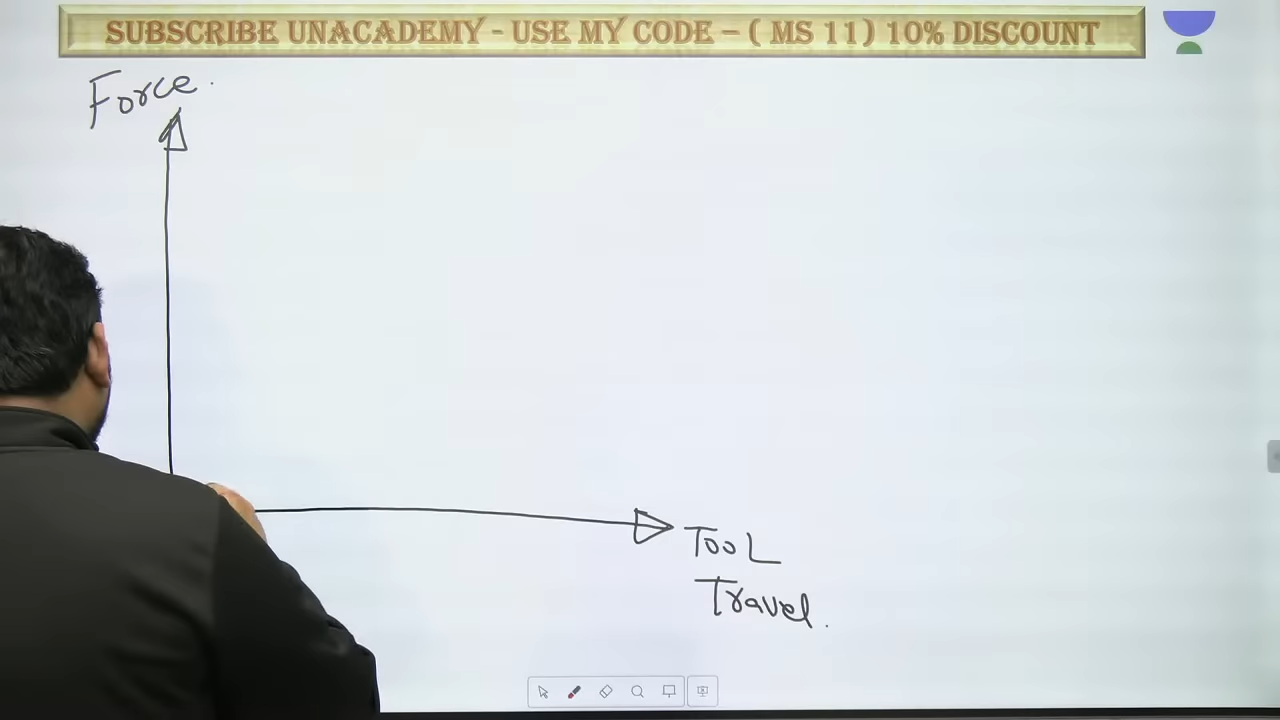 SUBSCRIBE UNACADEMY - USE MY CODE – ( MS 11 ) 10% DISCOUNT
Force.
TooL
Travel.